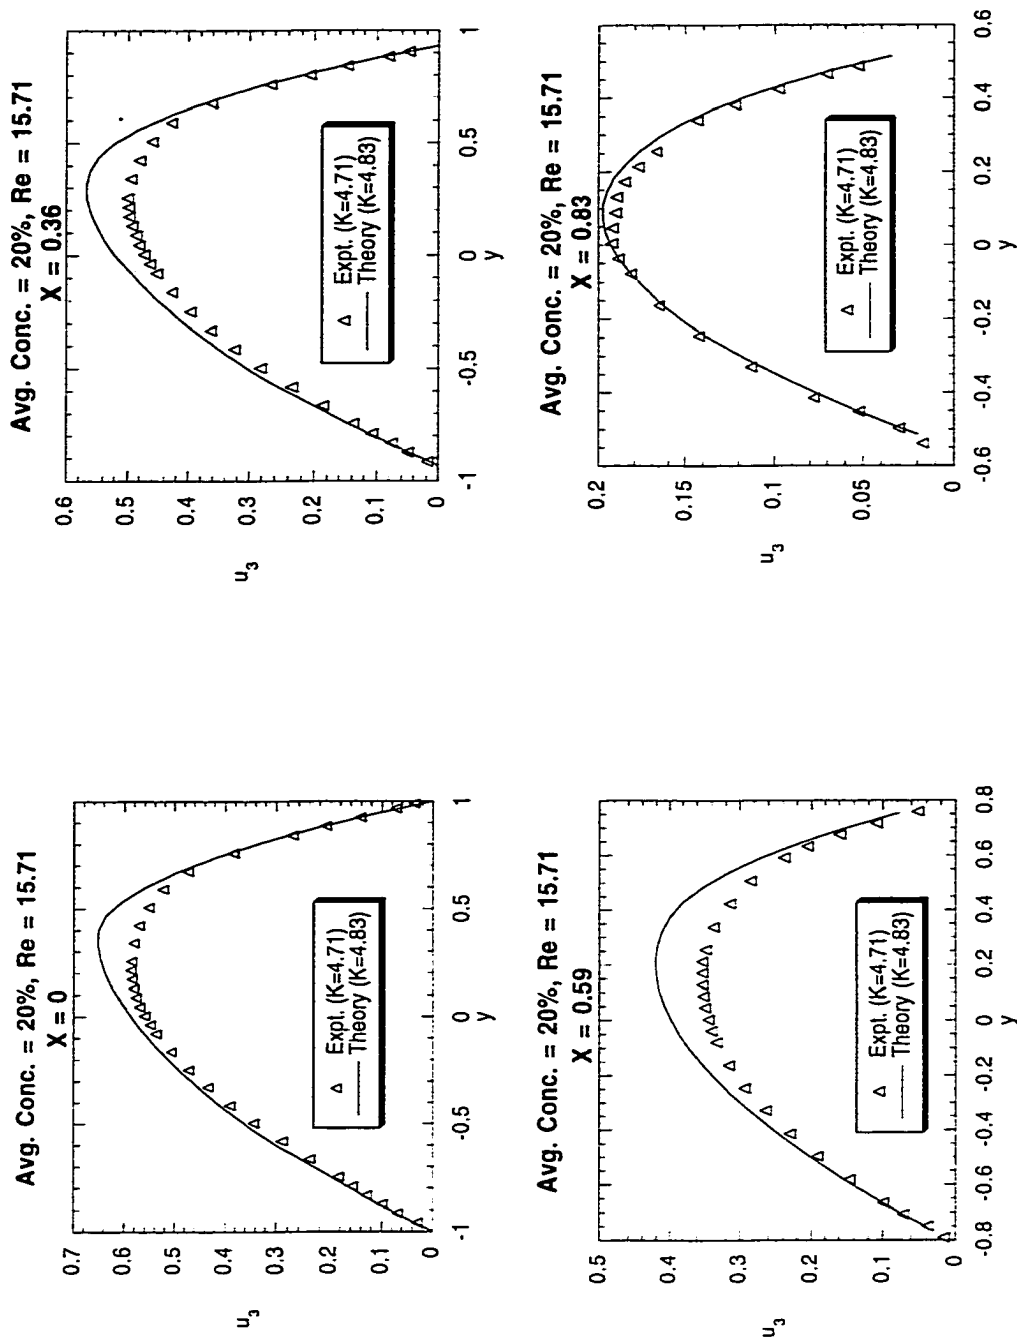 Avg. Conc. = 20%, Re = 15.71
X = 0
0.7
0.6
0.5
0.4
0.3
0.2
0.1
0
u3
-1
-0.5
0
0.5
1
y
Expt. (K=4.71)
Theory (K=4.83)
Avg. Conc. = 20%, Re = 15.71
X = 0.36
0.6
0.5
0.4
0.3
0.2
0.1
0
u3
-1
-0.5
0
0.5
1
y
Expt. (K=4.71)
Theory (K=4.83)
Avg. Conc. = 20%, Re = 15.71
X = 0.59
0.5
0.4
0.3
0.2
0.1
0
u3
-0.8
-0.6
-0.4
-0.2
0
0.2
0.4
0.6
0.8
y
Expt. (K=4.71)
Theory (K=4.83)
Avg. Conc. = 20%, Re = 15.71
X = 0.83
0.2
0.15
0.1
0.05
0
u3
-0.6
-0.4
-0.2
0
0.2
0.4
0.6
y
Expt. (K=4.71)
Theory (K=4.83)